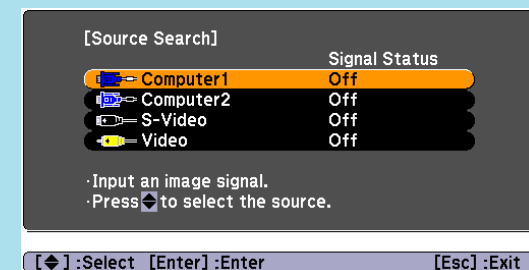 [Source Search]
Signal Status
Computer1 Off
Computer2 Off
S-Video Off
Video Off
·Input an image signal.
·Press to select the source.
[] :Select [Enter] :Enter [Esc] :Exit